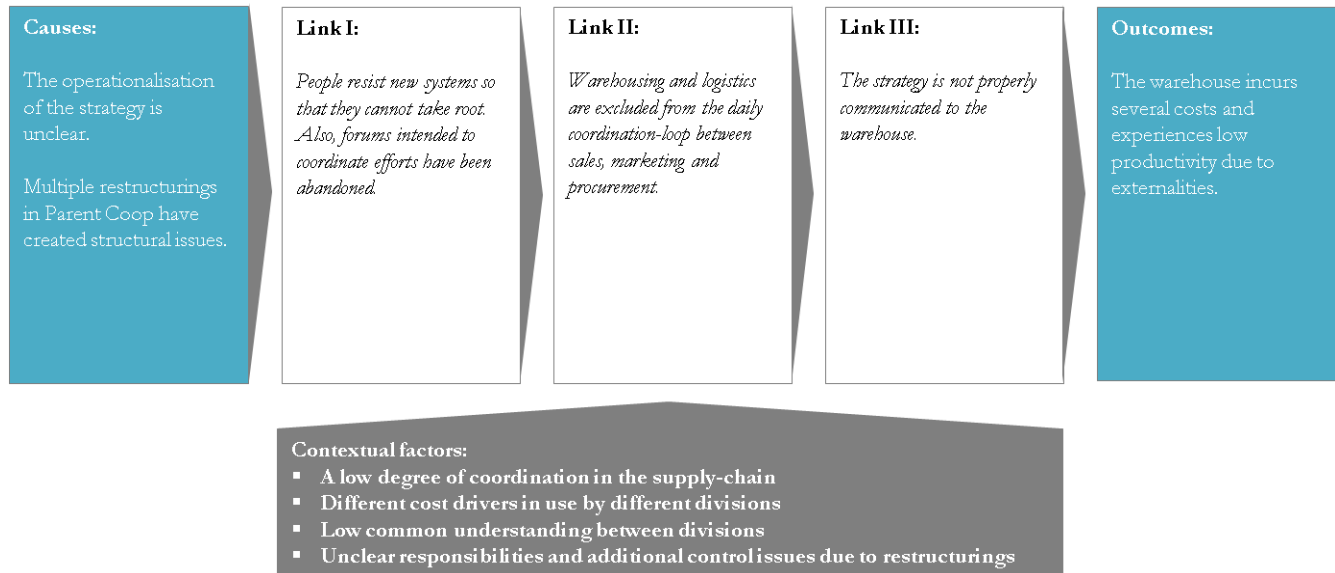 Causes:
The operationalisation
of the strategy is
unclear.
Multiple restructurings
in Parent Coop have
created structural issues.
Link I:
People resist new systems so
that they cannot take root.
Also, forums intended to
coordinate efforts have been
abandoned.
Link II:
Warehousing and logistics
are excluded from the daily
coordination-loop between
sales, marketing and
procurement.
Link III:
The strategy is not properly
communicated to the
warehouse.
Outcomes:
The warehouse incurs
several costs and
experiences low
productivity due to
externalities.
Contextual factors:
▪ A low degree of coordination in the supply-chain
▪ Different cost drivers in use by different divisions
▪ Low common understanding between divisions
▪ Unclear responsibilities and additional control issues due to restructurings